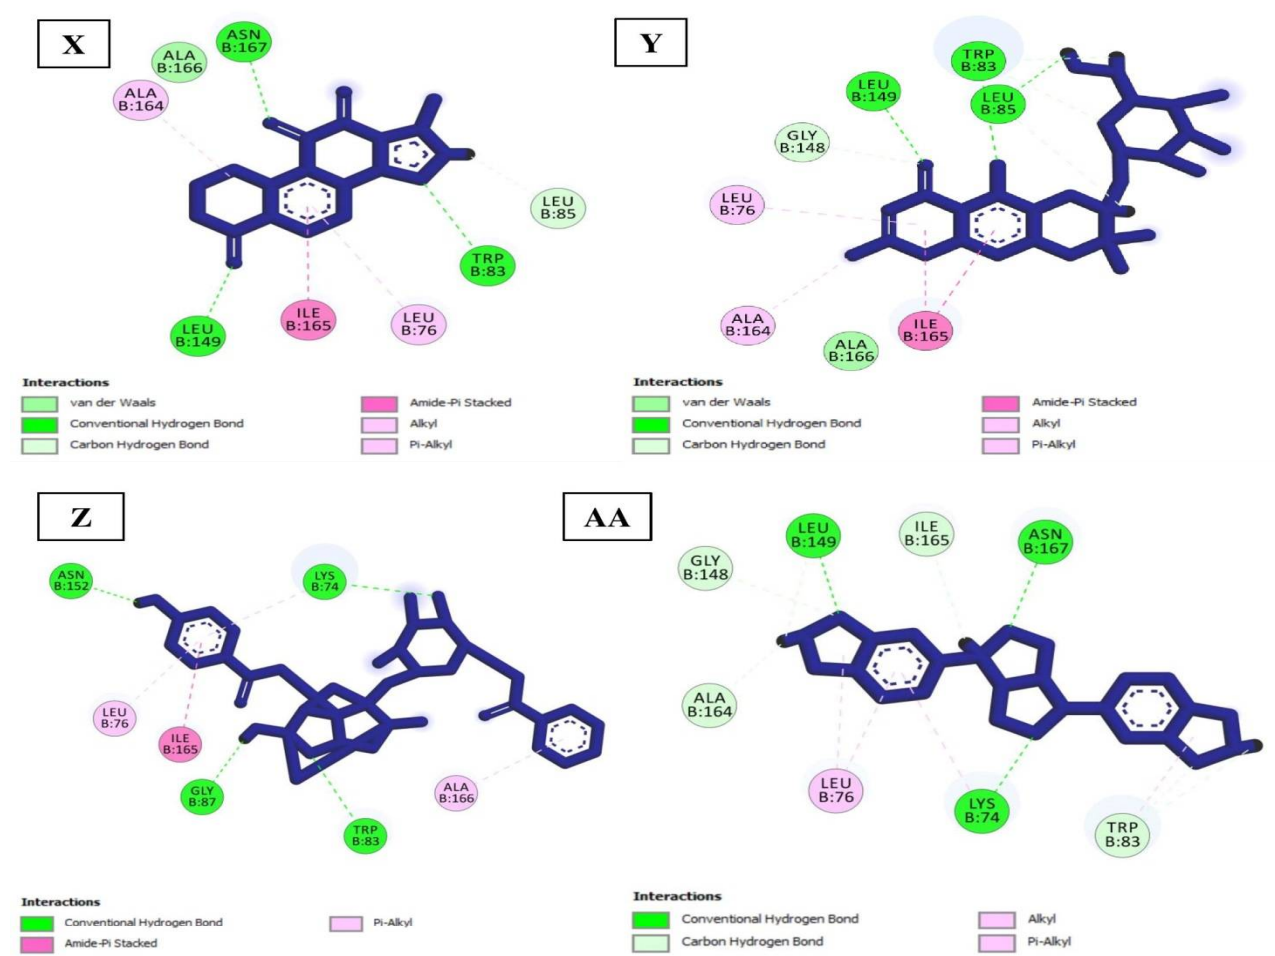 X
ASN
B:167
ALA
B:166
ALA
B:164
LEU
B:85
TRP
B:83
ILE
B:165
LEU
B:76
LEU
B:149
Interactions
van der Waals
Conventional Hydrogen Bond
Carbon Hydrogen Bond
Amide-Pi Stacked
Alkyl
Pi-Alkyl
Y
TRP
B:83
LEU
B:149
LEU
B:85
GLY
B:148
LEU
B:76
ALA
B:164
ALA
B:166
ILE
B:165
Interactions
van der Waals
Conventional Hydrogen Bond
Carbon Hydrogen Bond
Amide-Pi Stacked
Alkyl
Pi-Alkyl
Z
ASN
B:152
LYS
B:74
LEU
B:76
ILE
B:165
GLY
B:87
ALA
B:166
TRP
B:83
Interactions
Conventional Hydrogen Bond
Amide-Pi Stacked
Pi-Alkyl
AA
LEU
B:149
ILE
B:165
ASN
B:167
GLY
B:148
ALA
B:164
LEU
B:76
LYS
B:74
TRP
B:83
Interactions
Conventional Hydrogen Bond
Carbon Hydrogen Bond
Alkyl
Pi-Alkyl